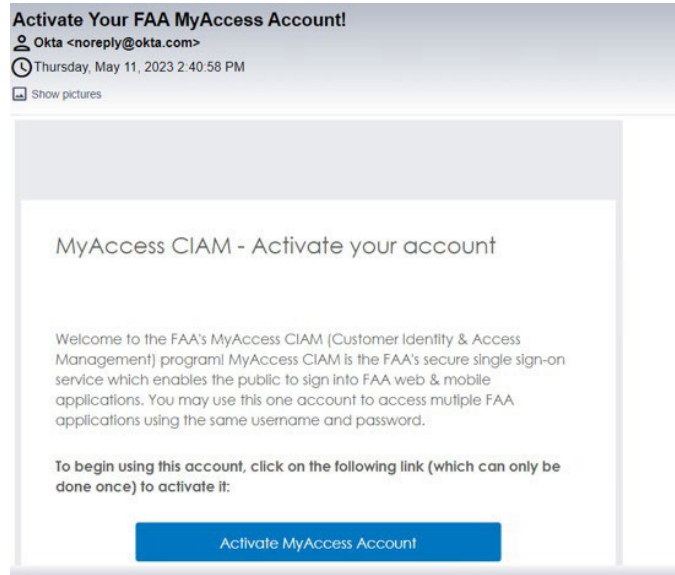 Activate Your FAA MyAccess Account!
Okta <noreply@okta.com>
Thursday, May 11, 2023 2:40:58 PM
Show pictures
MyAccess CIAM - Activate your account
Welcome to the FAA's MyAccess CIAM (Customer Identity & Access
Management) program! MyAccess CIAM is the FAA's secure single sign-on
service which enables the public to sign into FAA web & mobile
applications. You may use this one account to access mutiple FAA
applications using the same username and password.
To begin using this account, click on the following link (which can only be
done once) to activate it:
Activate MyAccess Account